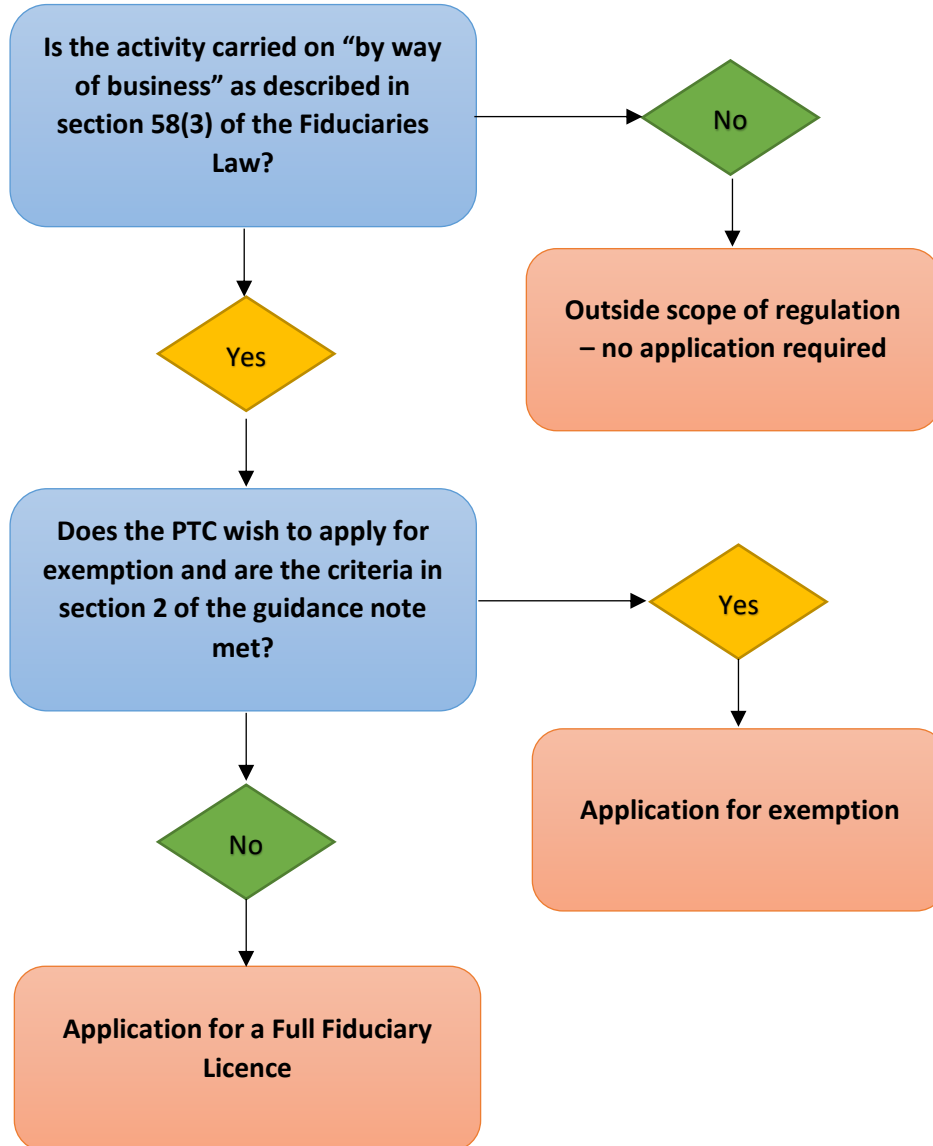 Is the activity carried on “by way
of business” as described in
section 58(3) of the Fiduciaries
Law?
No
Outside scope of regulation
– no application required
Yes
Does the PTC wish to apply for
exemption and are the criteria in
section 2 of the guidance note
met?
Yes
Application for exemption
No
Application for a Full Fiduciary
Licence